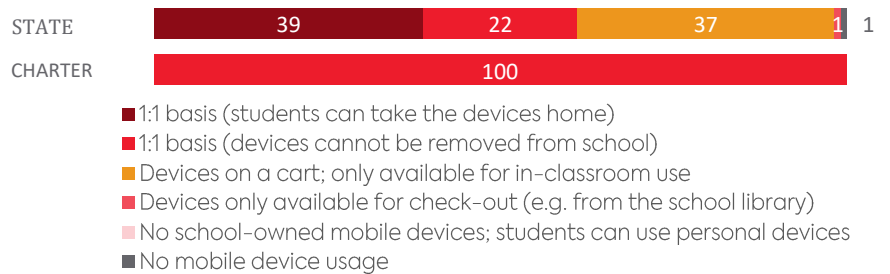 STATE 39 22 37 1 1
CHARTER 100
1:1 basis (students can take the devices home)
1:1 basis (devices cannot be removed from school)
Devices on a cart; only available for in-classroom use
Devices only available for check-out (e.g. from the school library)
No school-owned mobile devices; students can use personal devices
No mobile device usage